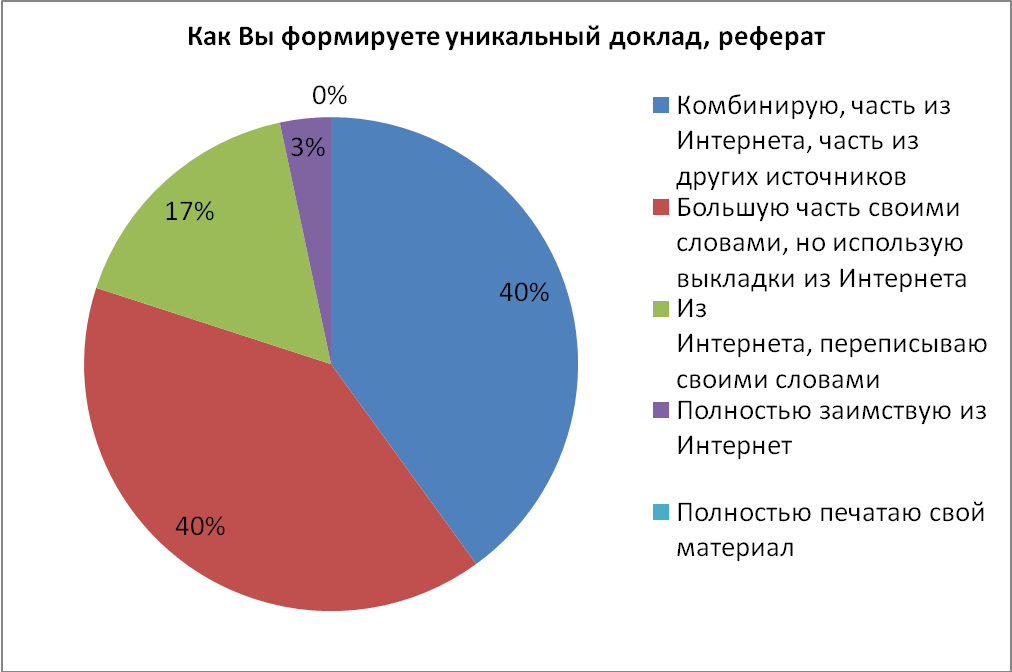 Как Вы формируете уникальный доклад, реферат
0%
3%
17%
40%
40%
Комбинирую, часть из
Интернета, часть из
других источников
Большую часть своими
словами, но использую
выкладки из Интернета
Из
Интернета, переписываю
своими словами
Полностью заимствую из
Интернет
Полностью печатаю свой
материал